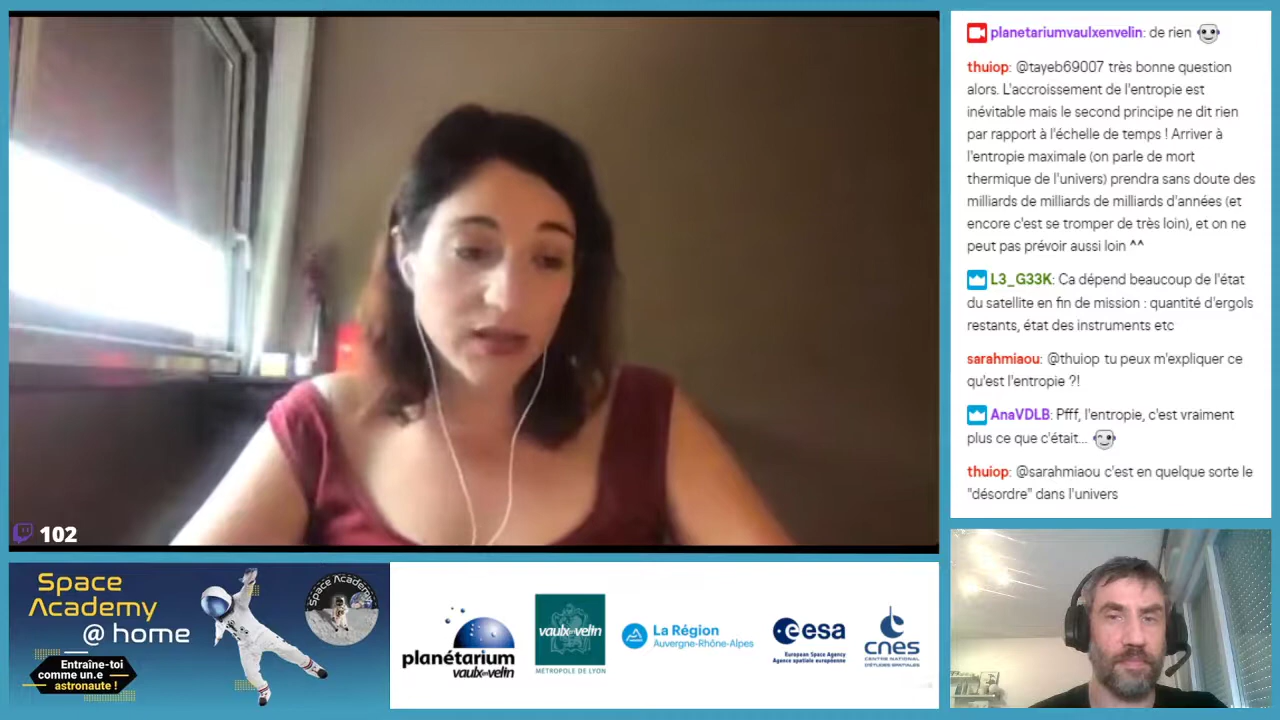 planetariumvaulxenvelin: de rien
thuiop: @tayeb69007 très bonne question
alors. L'accroissement de l'entropie est
inévitable mais le second principe ne dit rien
par rapport à l'échelle de temps ! Arriver à
l'entropie maximale (on parle de mort
thermique de l'univers) prendra sans doute des
milliards de milliards de milliards d'années (et
encore c'est se tromper de très loin), et on ne
peut pas prévoir aussi loin ^^
L3_G33K: Ca dépend beaucoup de l'état
du satellite en fin de mission : quantité d'ergols
restants, état des instruments etc
sarahmiaou: @thuiop tu peux m'expliquer ce
qu'est l'entropie ?!
AnaVDLB: Pfff, l'entropie, c'est vraiment
plus ce que c'était...
thuiop: @sarahmiaou c'est en quelque sorte le
"désordre" dans l'univers
102
Space
Academy
@ home
Entraîne-toi
comme un.e
astronaute !
Space Academy
planétarium
vaulx-en-velin
vaulx-en-velin
MÉTROPOLE DE LYON
La Région
Auvergne-Rhône-Alpes
esa
European Space Agency
Agence spatiale européenne
cnes
CENTRE NATIONAL
D'ÉTUDES SPATIALES